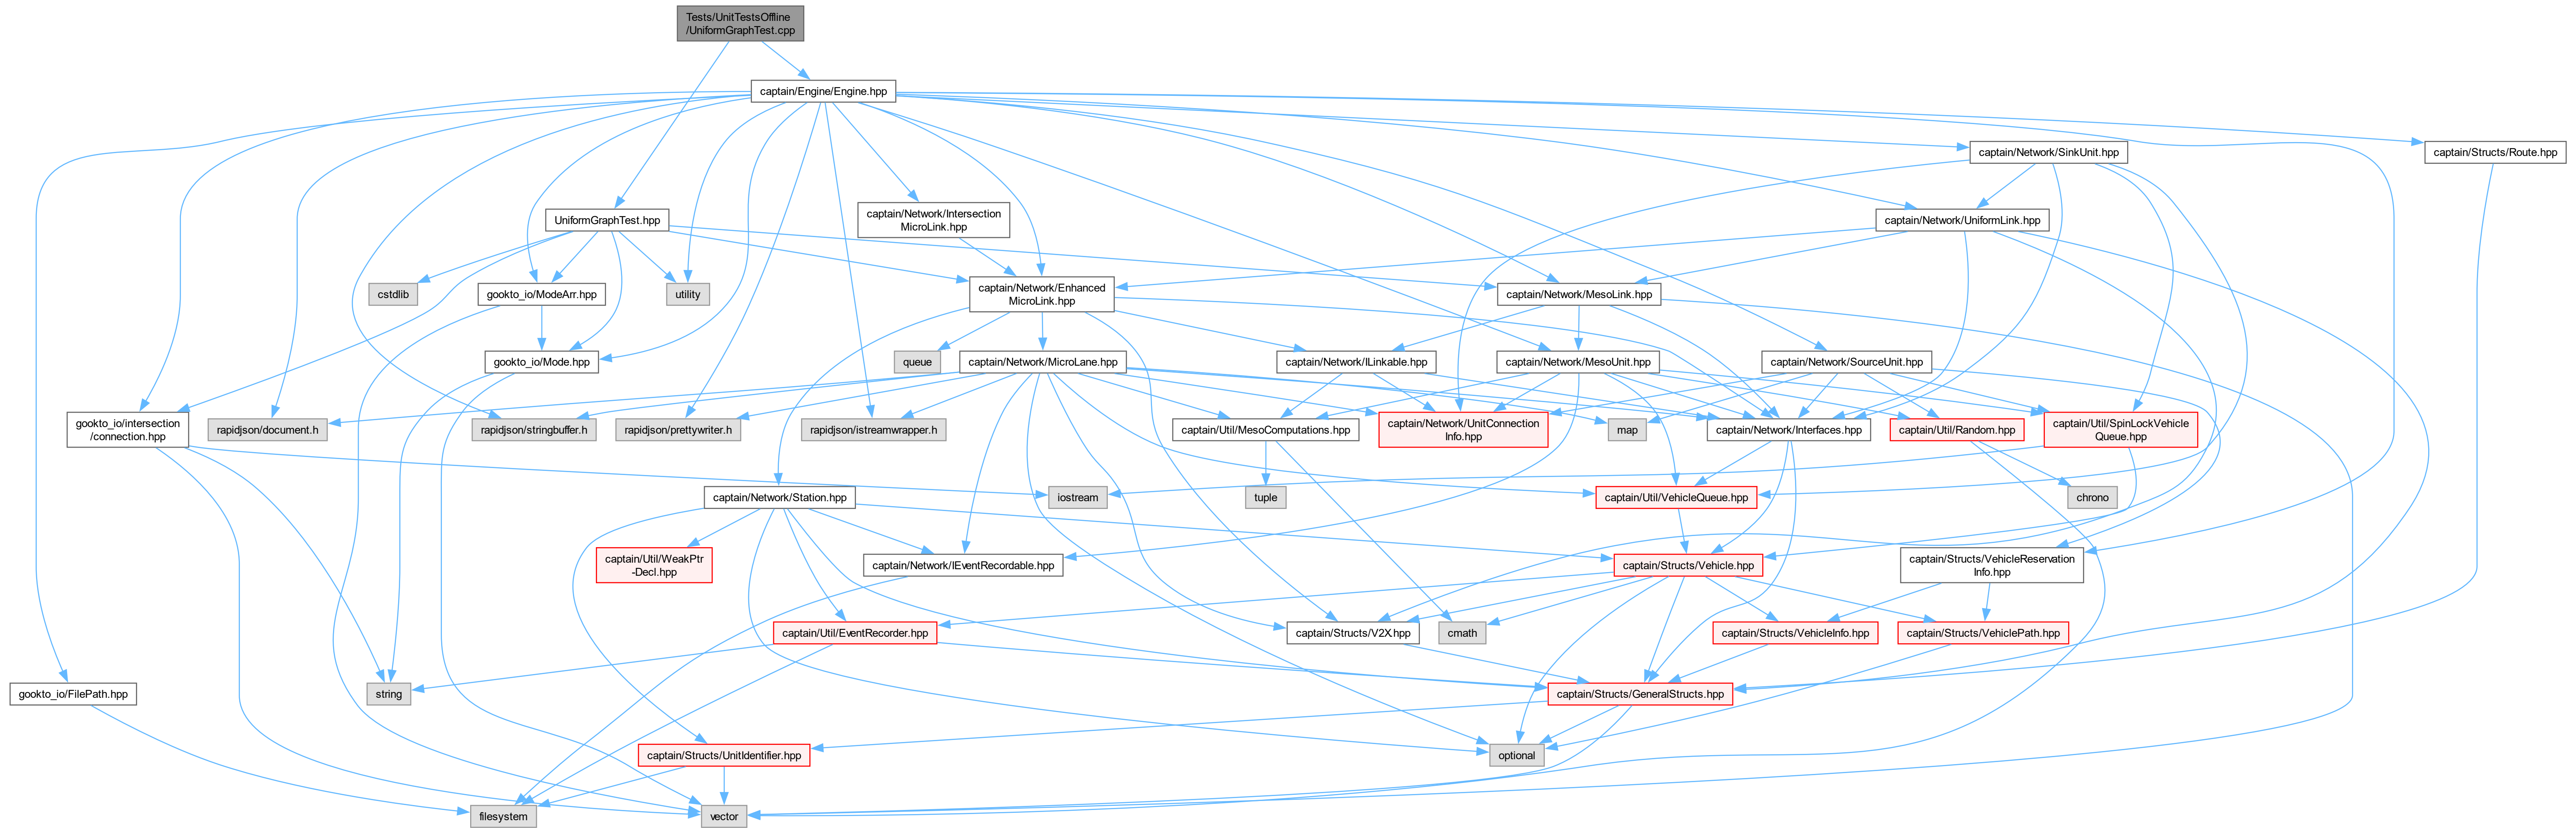 Tests/UnitTestsOffline
/UniformGraphTest.cpp
captain/Engine/Engine.hpp
captain/Network/SinkUnit.hpp
captain/Structs/Route.hpp
UniformGraphTest.hpp
captain/Network/Intersection
MicroLink.hpp
captain/Network/UniformLink.hpp
cstdlib
gookto_io/ModeArr.hpp
utility
captain/Network/Enhanced
MicroLink.hpp
captain/Network/MesoLink.hpp
gookto_io/Mode.hpp
queue
captain/Network/MicroLane.hpp
captain/Network/ILinkable.hpp
captain/Network/MesoUnit.hpp
captain/Network/SourceUnit.hpp
gookto_io/intersection
/connection.hpp
rapidjson/document.h
rapidjson/stringbuffer.h
rapidjson/prettywriter.h
rapidjson/istreamwrapper.h
captain/Util/MesoComputations.hpp
captain/Network/UnitConnection
Info.hpp
map
captain/Network/Interfaces.hpp
captain/Util/Random.hpp
captain/Util/SpinLockVehicle
Queue.hpp
captain/Network/Station.hpp
iostream
tuple
captain/Util/VehicleQueue.hpp
chrono
captain/Util/WeakPtr
-Decl.hpp
captain/Network/IEventRecordable.hpp
captain/Structs/Vehicle.hpp
captain/Structs/VehicleReservation
Info.hpp
captain/Util/EventRecorder.hpp
captain/Structs/V2X.hpp
cmath
captain/Structs/VehicleInfo.hpp
captain/Structs/VehiclePath.hpp
gookto_io/FilePath.hpp
string
captain/Structs/GeneralStructs.hpp
captain/Structs/UnitIdentifier.hpp
optional
filesystem
vector